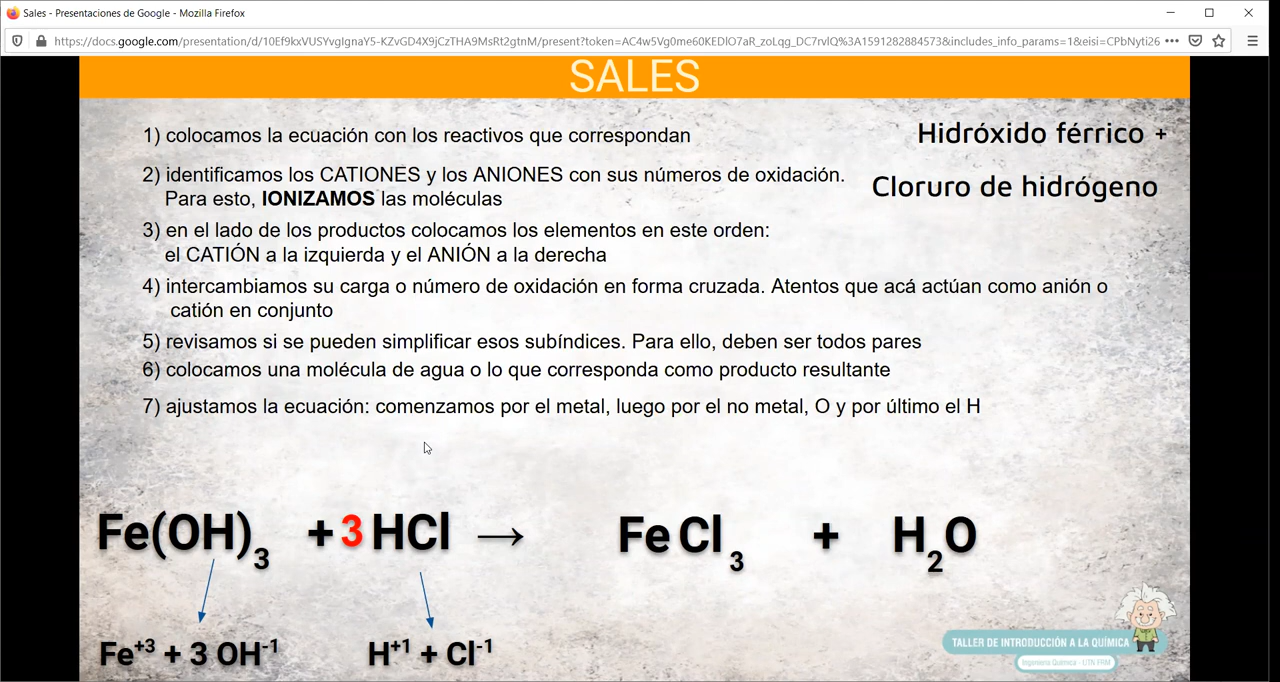 Sales - Presentaciones de Google - Mozilla Firefox
https://docs.google.com/presentation/d/10Ef9kxVUSYvgIgnaY5-KZvGD4X9jCzTHA9MsRt2gtnM/present?token=AC4w5Vg0me60KEDlO7aR_zoLqg_DC7rvlQ%3A1591282884573&includes_info_params=1&eisi=CPbNyti26
SALES
1) colocamos la ecuación con los reactivos que correspondan
Hidróxido férrico +
2) identificamos los CATIONES y los ANIONES con sus números de oxidación.
Para esto, IONIZAMOS las moléculas
Cloruro de hidrógeno
3) en el lado de los productos colocamos los elementos en este orden:
el CATIÓN a la izquierda y el ANIÓN a la derecha
4) intercambiamos su carga o número de oxidación en forma cruzada. Atentos que acá actúan como anión o
catión en conjunto
5) revisamos si se pueden simplificar esos subíndices. Para ello, deben ser todos pares
6) colocamos una molécula de agua o lo que corresponda como producto resultante
7) ajustamos la ecuación: comenzamos por el metal, luego por el no metal, O y por último el H
Fe(OH)₃ + 3 HCl → FeCl₃ + H₂O
Fe⁺³ + 3 OH⁻¹ H⁺¹ + Cl⁻¹
TALLER DE INTRODUCCIÓN A LA QUÍMICA
Ingeniería Química - UTN FRM